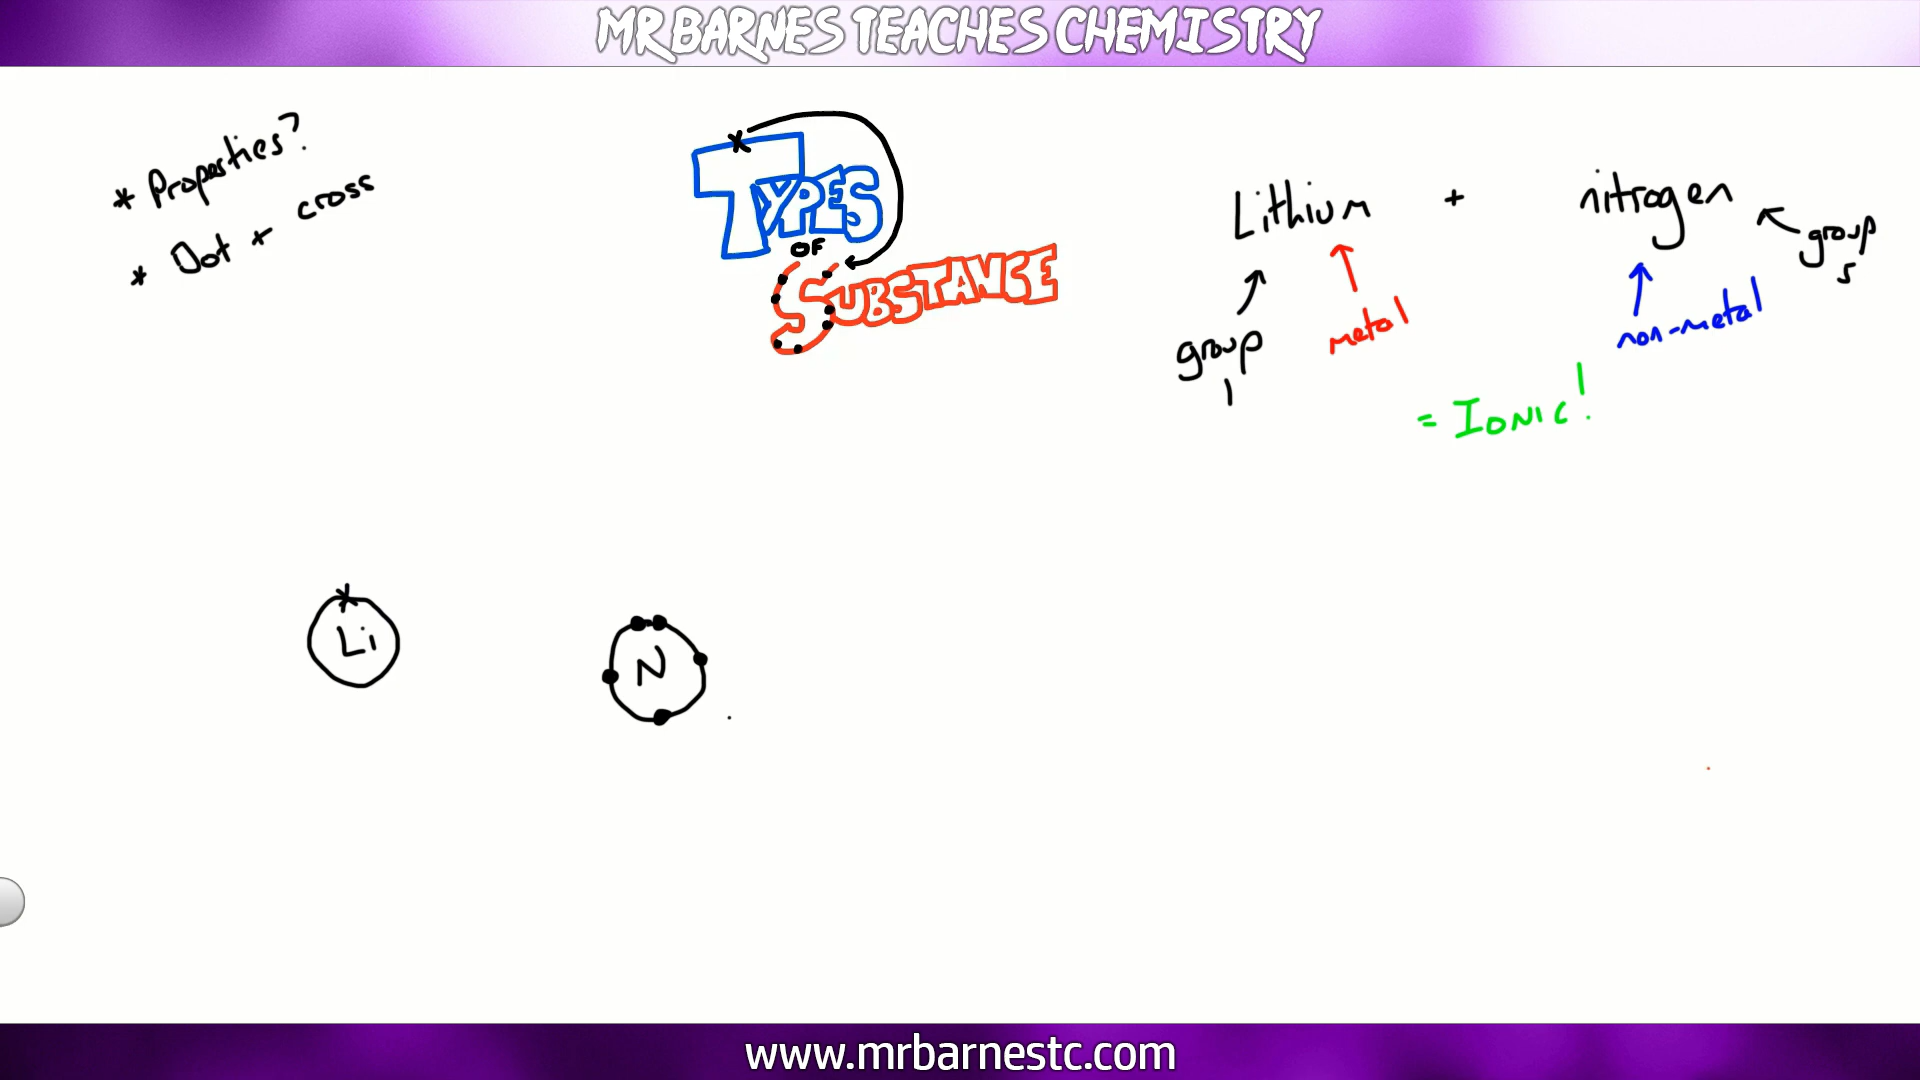 MR BARNES TEACHES CHEMISTRY
* Properties?
* Dot + cross
TYPES
OF
SUBSTANCE
Lithium + nitrogen
group
1
metal
non-metal
group
5
= IONIC!
Li
N
www.mrbarnestc.com